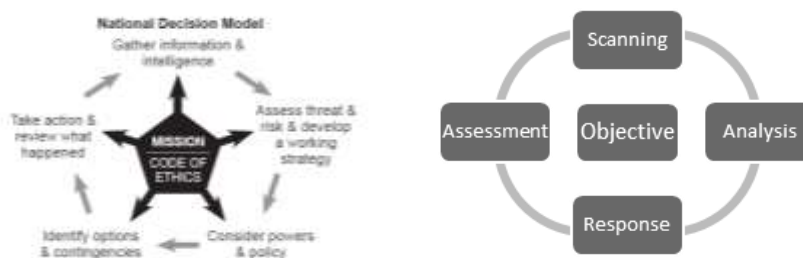 National Decision Model
Gather information &
intelligence
Assess threat &
risk & develop
a working
strategy
Consider powers
& policy
Identify options
& contingencies
Take action &
review what
happened
MISSION
CODE OF
ETHICS
Scanning
Assessment
Objective
Analysis
Response